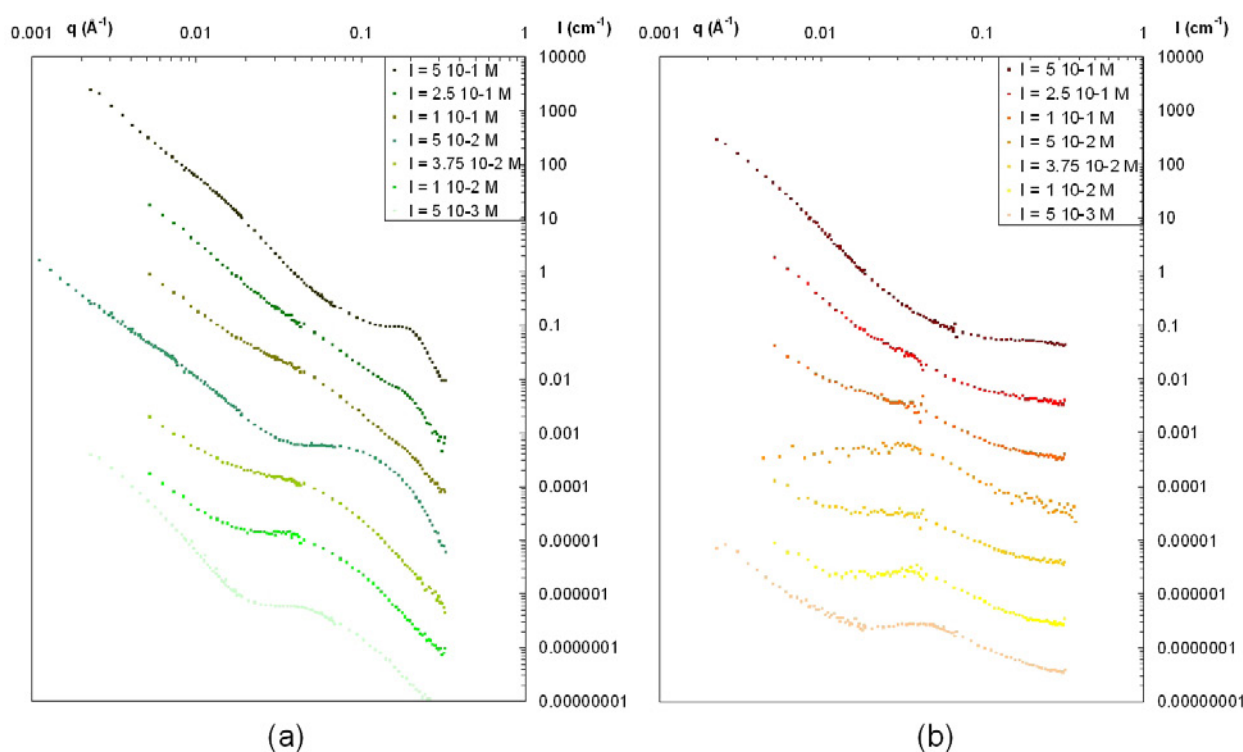 0.001 q (Å⁻¹) 0.01 0.1 1 I (cm⁻¹)
10000
1000
100
10
1
0.1
0.01
0.001
0.0001
0.00001
0.000001
0.0000001
0.00000001
I = 5 10-1 M
I = 2.5 10-1 M
I = 1 10-1 M
I = 5 10-2 M
I = 3.75 10-2 M
I = 1 10-2 M
I = 5 10-3 M
(a)
0.001 q (Å⁻¹) 0.01 0.1 1 I (cm⁻¹)
10000
1000
100
10
1
0.1
0.01
0.001
0.0001
0.00001
0.000001
0.0000001
0.00000001
I = 5 10-1 M
I = 2.5 10-1 M
I = 1 10-1 M
I = 5 10-2 M
I = 3.75 10-2 M
I = 1 10-2 M
I = 5 10-3 M
(b)